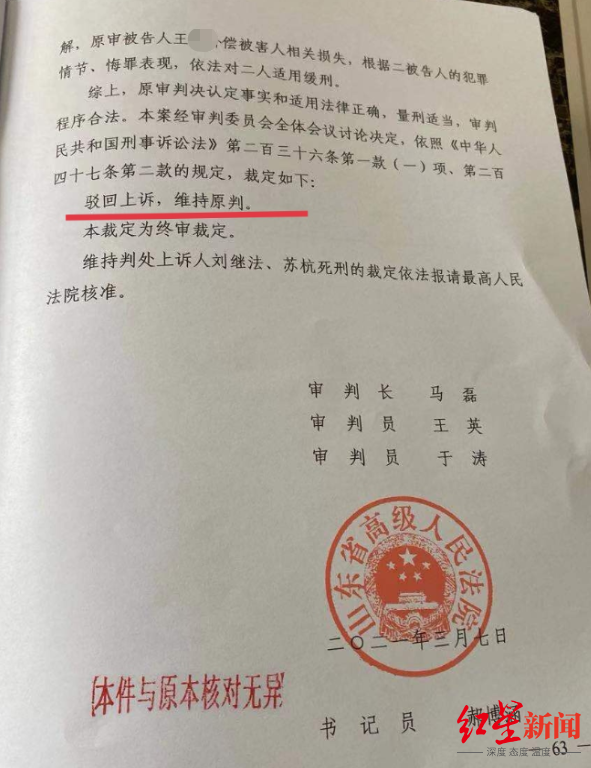 解，原审被告人王 偿被害人相关损失，根据二被告人的犯罪
情节、悔罪表现，依法对二人适用缓刑。
综上，原审判决认定事实和适用法律正确，量刑适当，审判
程序合法。本案经审判委员会全体会议讨论决定，依照《中华人
民共和国刑事诉讼法》第二百三十六条第一款（一）项、第二百
四十七条第二款的规定，裁定如下：
驳回上诉，维持原判。
本裁定为终审裁定。
维持判处上诉人刘继法、苏杭死刑的裁定依法报请最高人民
法院核准。
审判长 马磊
审判员 王英
审判员 于涛
山东省高级人民法院
二〇二一年三月七日
本件与原本核对无异
书记员 郝博涵
红星新闻
深度 态度 温度
63